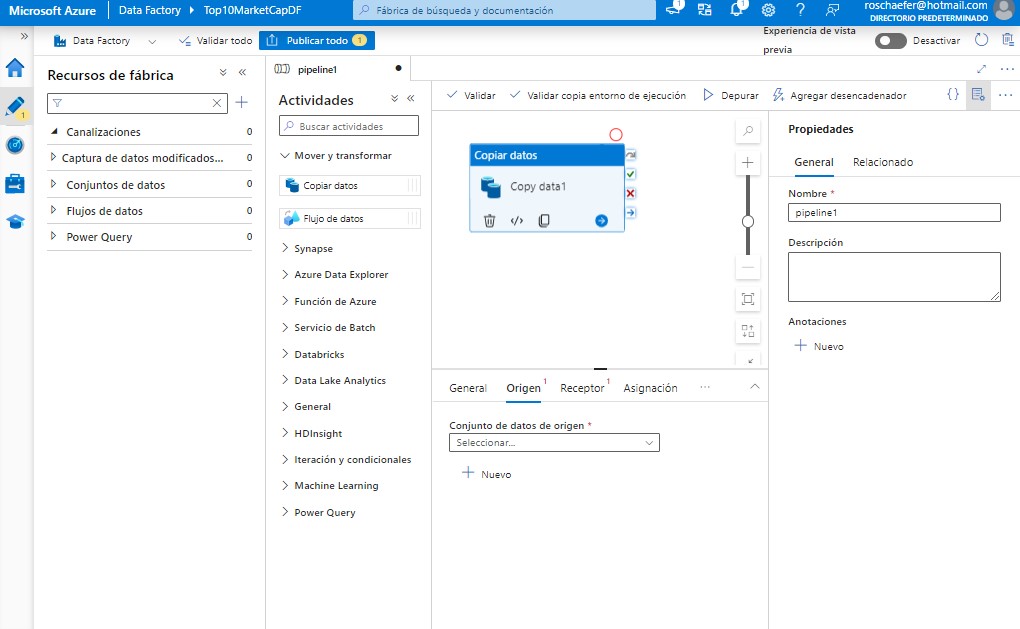 Microsoft Azure
Data Factory
Top10MarketCapDF
Fábrica de búsqueda y documentación
1
1
roschaefer@hotmail.com
DIRECTORIO PREDETERMINADO
Data Factory
Validar todo
Publicar todo 1
Experiencia de vista previa
Desactivar
1
Recursos de fábrica
Canalizaciones 0
Captura de datos modificados... 0
Conjuntos de datos 0
Flujos de datos 0
Power Query 0
pipeline1
Actividades
Buscar actividades
Mover y transformar
Copiar datos
Flujo de datos
Synapse
Azure Data Explorer
Función de Azure
Servicio de Batch
Databricks
Data Lake Analytics
General
HDInsight
Iteración y condicionales
Machine Learning
Power Query
Validar
Validar copia entorno de ejecución
Depurar
Agregar desencadenador
Copiar datos
Copy data1
General
Origen 1
Receptor 1
Asignación
...
Conjunto de datos de origen *
Seleccionar...
Nuevo
Propiedades
General
Relacionado
Nombre *
pipeline1
Descripción
Anotaciones
Nuevo